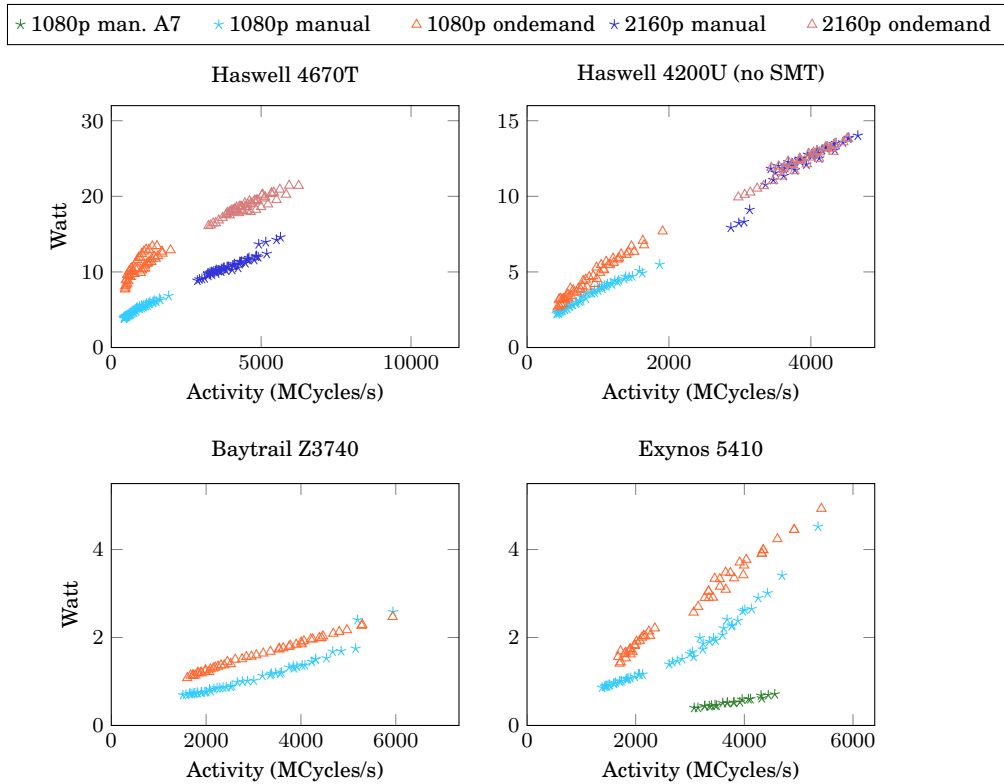 1080p man. A7 1080p manual 1080p ondemand 2160p manual 2160p ondemand
Haswell 4670T
30
20
10
0
Watt
0 5000 10000
Activity (MCycles/s)
Haswell 4200U (no SMT)
15
10
5
0
0 2000 4000
Activity (MCycles/s)
Baytrail Z3740
4
2
0
Watt
0 2000 4000 6000
Activity (MCycles/s)
Exynos 5410
4
2
0
0 2000 4000 6000
Activity (MCycles/s)